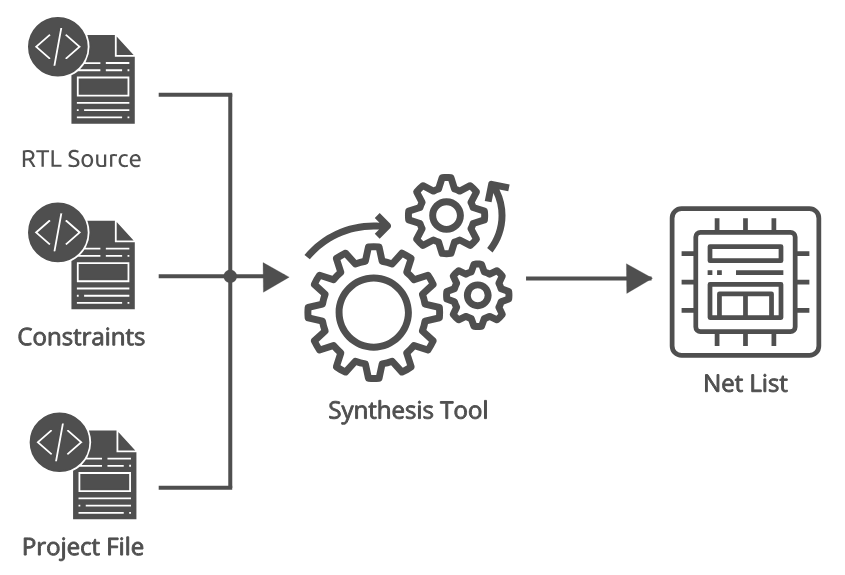 RTL Source
Constraints
Synthesis Tool
Net List
Project File